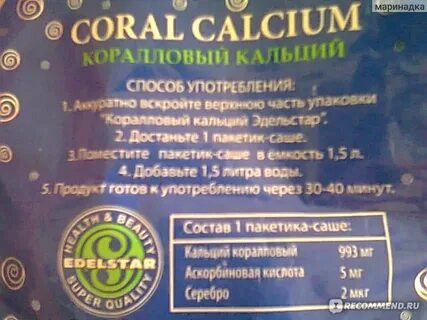 маринадка
CORAL CALCIUM
КОРАЛЛОВЫЙ КАЛЬЦИЙ
СПОСОБ УПОТРЕБЛЕНИЯ:
1. Аккуратно вскройте верхнюю часть упаковки
"Коралловый кальций Эдельстар".
2. Достаньте 1 пакетик-саше.
3.Поместите пакетик-саше в ёмкость 1,5 л.
4. Добавьте 1,5 литра воды.
5. Продукт готов к употреблению через 30-40 минут.
HEALTH & BEAUTY
EDELSTAR
SUPER QUALITY
Состав 1 пакетика-саше:
Кальций коралловый 993 мг
Аскорбиновая кислота 5 мг
Серебро 2 мкг
IRECOMMEND.RU